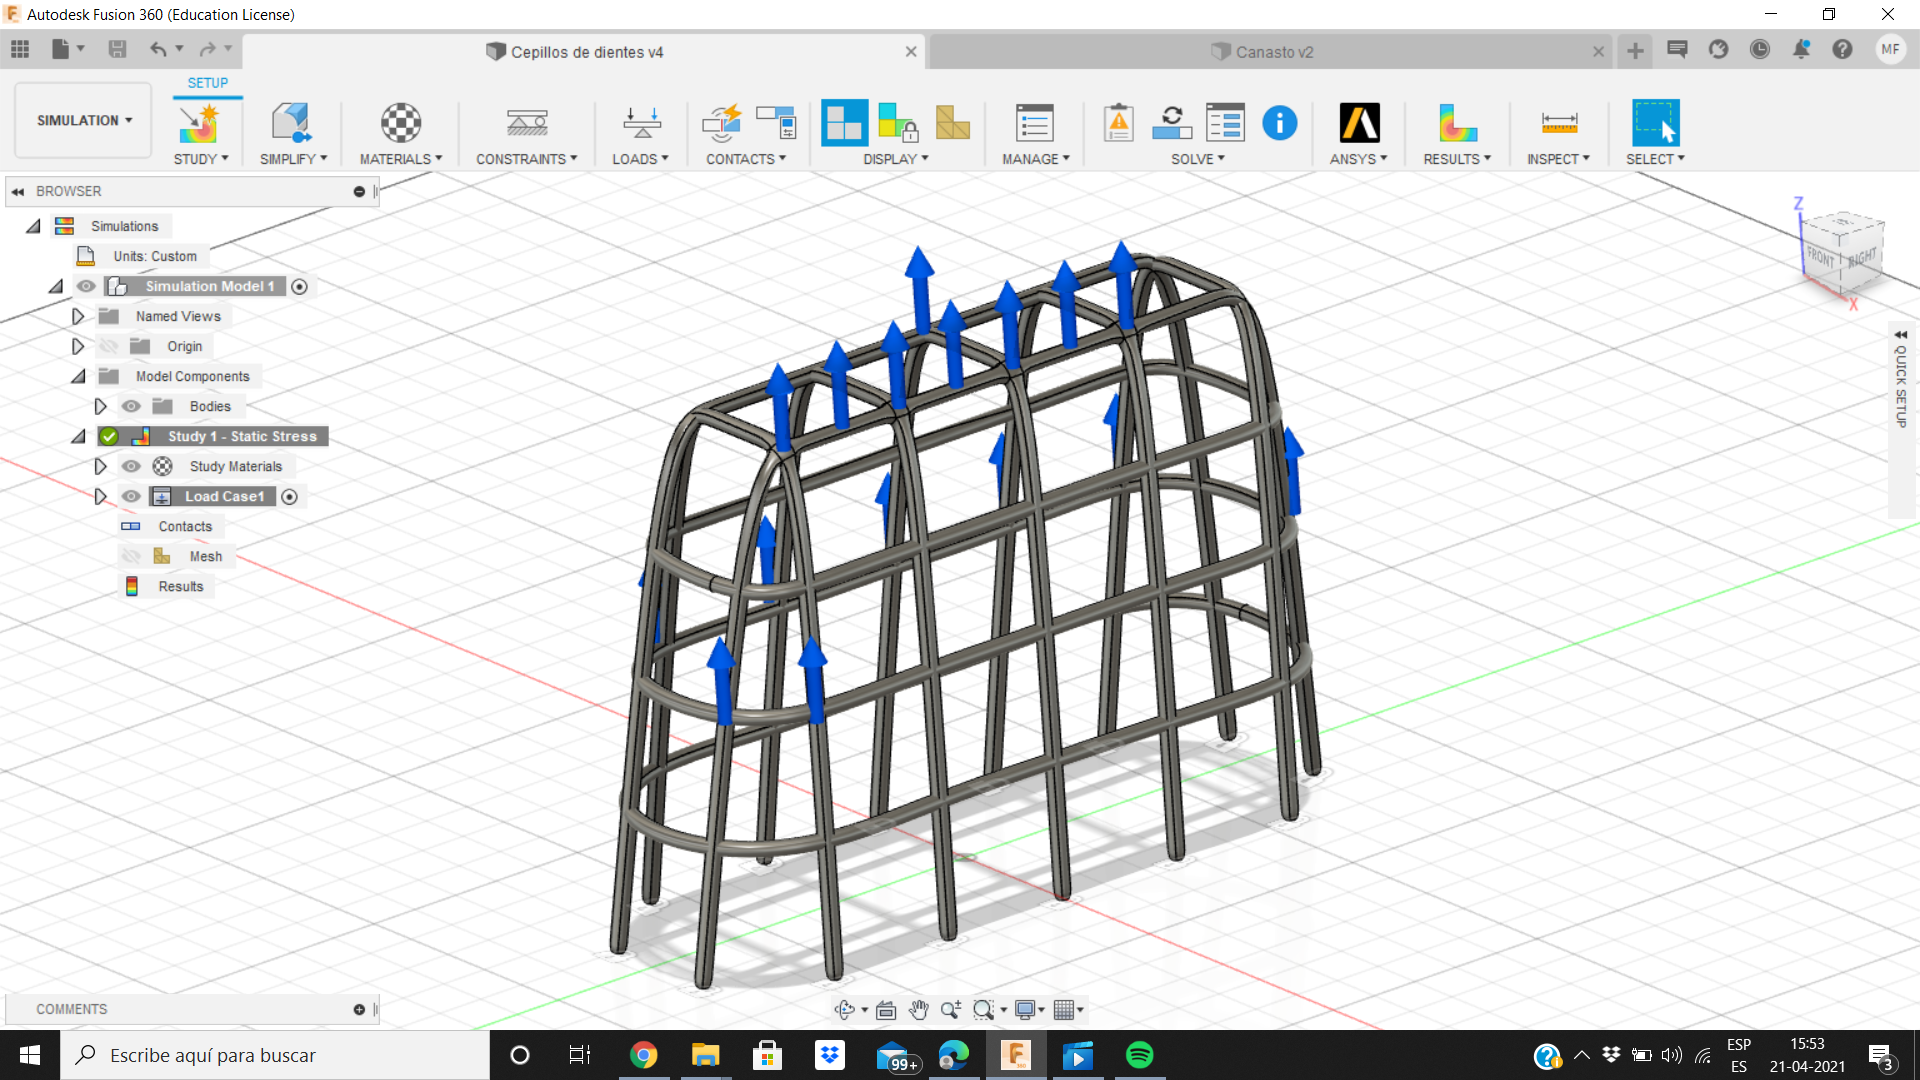 Autodesk Fusion 360 (Education License)
Cepillos de dientes v4
Canasto v2
MF
SIMULATION
SETUP
STUDY
SIMPLIFY
MATERIALS
CONSTRAINTS
LOADS
CONTACTS
DISPLAY
MANAGE
SOLVE
ANSYS
RESULTS
INSPECT
SELECT
BROWSER
Simulations
Units: Custom
Simulation Model 1
Named Views
Origin
Model Components
Bodies
Study 1 - Static Stress
Study Materials
Load Case1
Contacts
Mesh
Results
Z
FRONT
RIGHT
X
QUICK SETUP
COMMENTS
Escribe aquí para buscar
99+
ESP
ES
15:53
21-04-2021
3